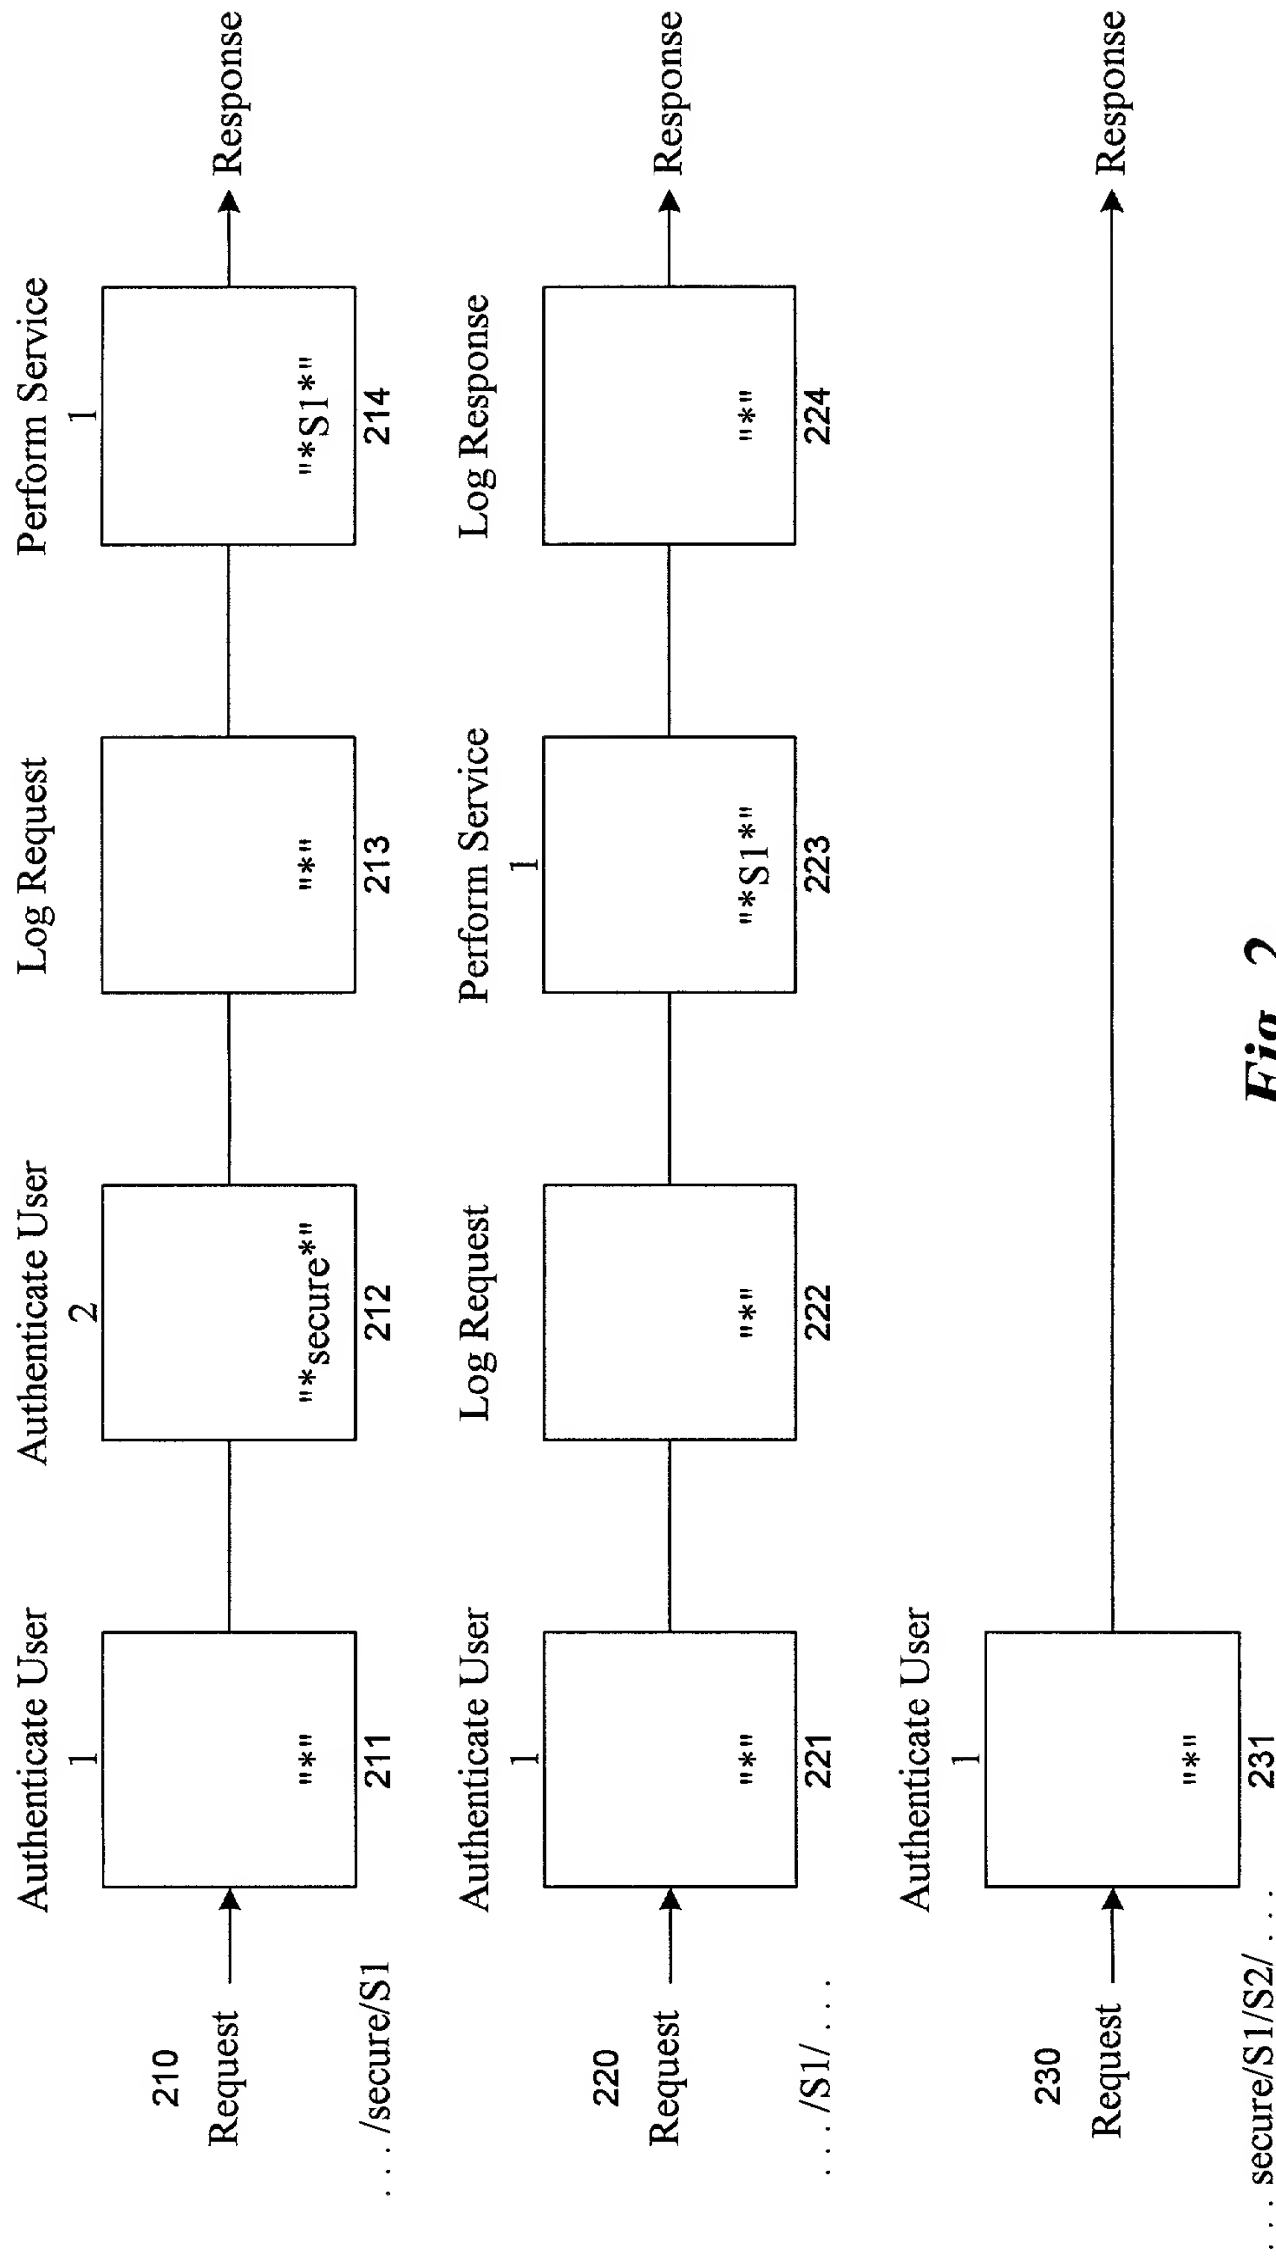 Authenticate User
1
"*"
211
Authenticate User
2
"*secure*"
212
Log Request
"*"
213
Perform Service
1
"*S1*"
214
210
Request
. . . /secure/S1
Response
Authenticate User
1
"*"
221
Log Request
"*"
222
Perform Service
1
"*S1*"
223
Log Response
"*"
224
220
Request
. . . . /S1/ . . . .
Response
Authenticate User
1
"*"
231
230
Request
. . . . secure/S1/S2/ . . . .
Response
Fig. 2